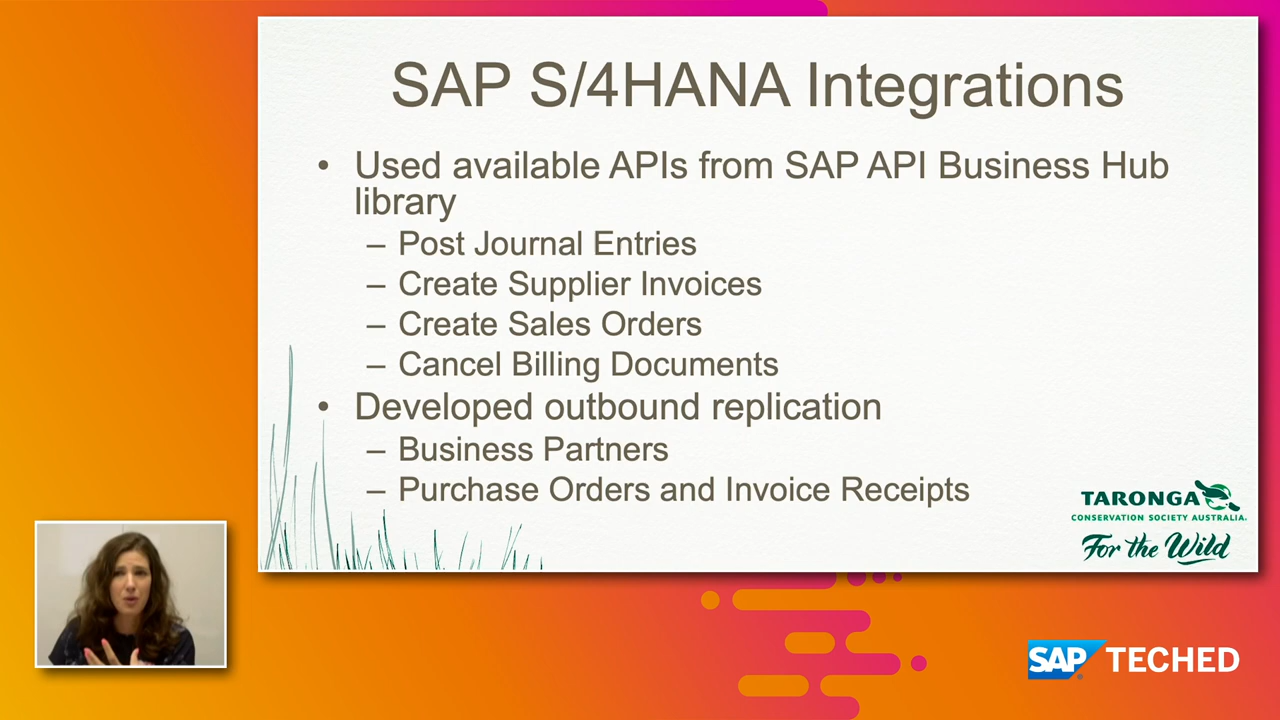 SAP S/4HANA Integrations
• Used available APIs from SAP API Business Hub
library
– Post Journal Entries
– Create Supplier Invoices
– Create Sales Orders
– Cancel Billing Documents
• Developed outbound replication
– Business Partners
– Purchase Orders and Invoice Receipts
TARONGA
CONSERVATION SOCIETY AUSTRALIA.
For the Wild
SAP TECHED